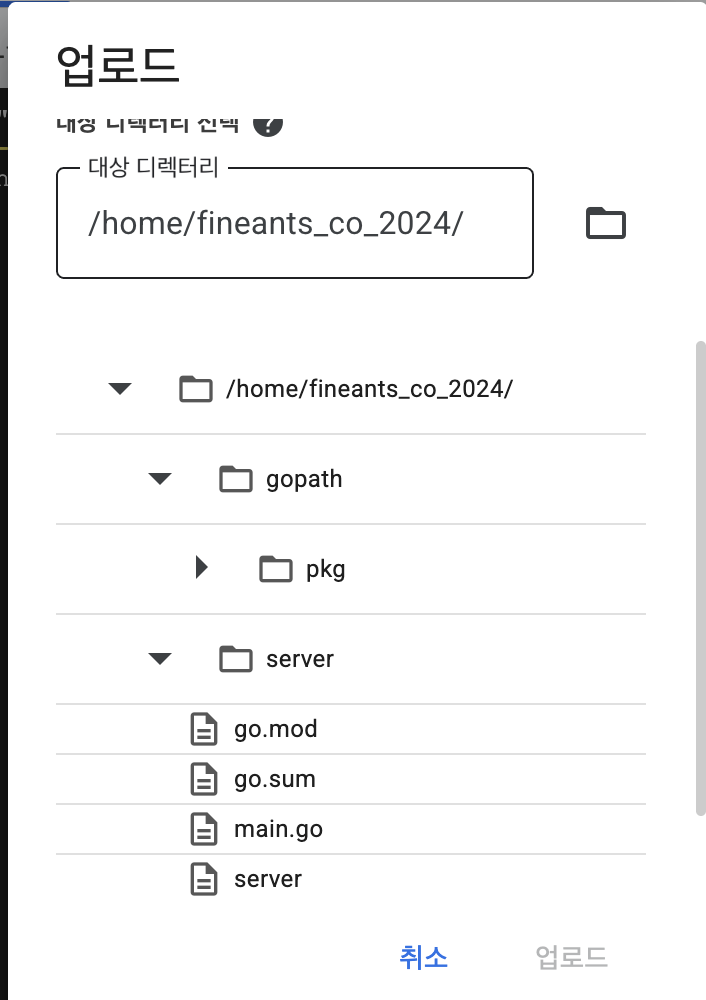 업로드
대상 디렉터리 선택 ?
대상 디렉터리
/home/fineants_co_2024/
/home/fineants_co_2024/
gopath
pkg
server
go.mod
go.sum
main.go
server
취소 업로드